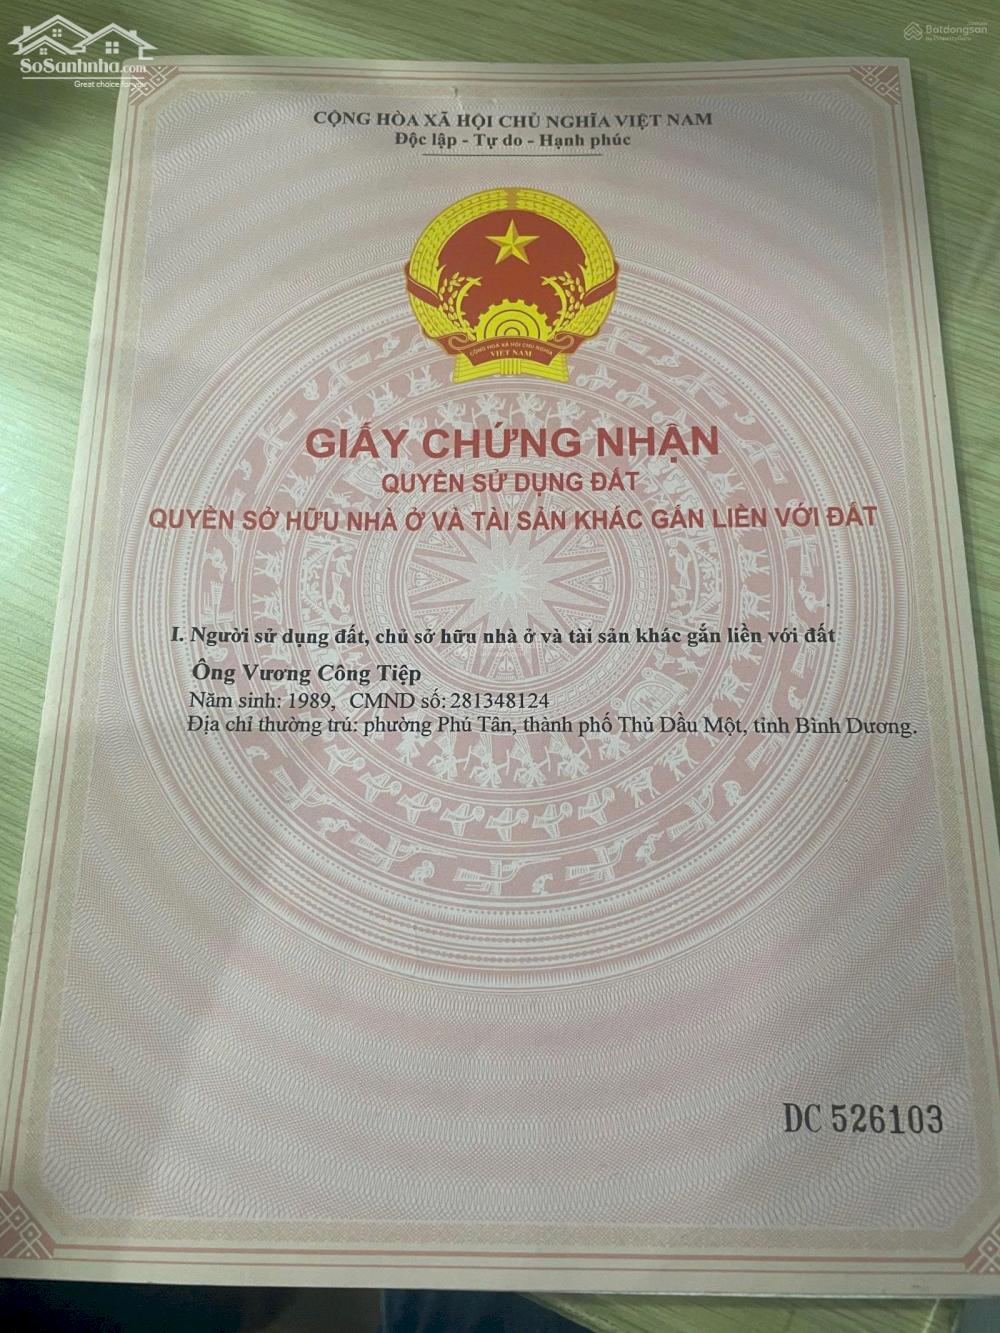 SoSanhnha.com
Great choice for you
Batdongsan
by PropertyGuru
CỘNG HÒA XÃ HỘI CHỦ NGHĨA VIỆT NAM
Độc lập - Tự do - Hạnh phúc
CỘNG HOÀ XÃ HỘI CHỦ NGHĨA
VIỆT NAM
GIẤY CHỨNG NHẬN
QUYỀN SỬ DỤNG ĐẤT
QUYỀN SỞ HỮU NHÀ Ở VÀ TÀI SẢN KHÁC GẮN LIỀN VỚI ĐẤT
I. Người sử dụng đất, chủ sở hữu nhà ở và tài sản khác gắn liền với đất
Ông Vương Công Tiệp
Năm sinh: 1989, CMND số: 281348124
Địa chỉ thường trú: phường Phú Tân, thành phố Thủ Dầu Một, tỉnh Bình Dương.
DC 526103